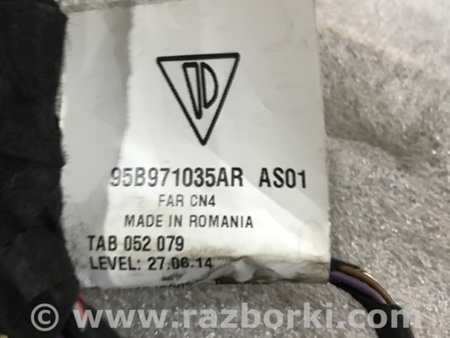 95B971035AR AS01
FAR CN4
MADE IN ROMANIA
TAB 052 079
LEVEL: 27.06.14
www.razborki.com